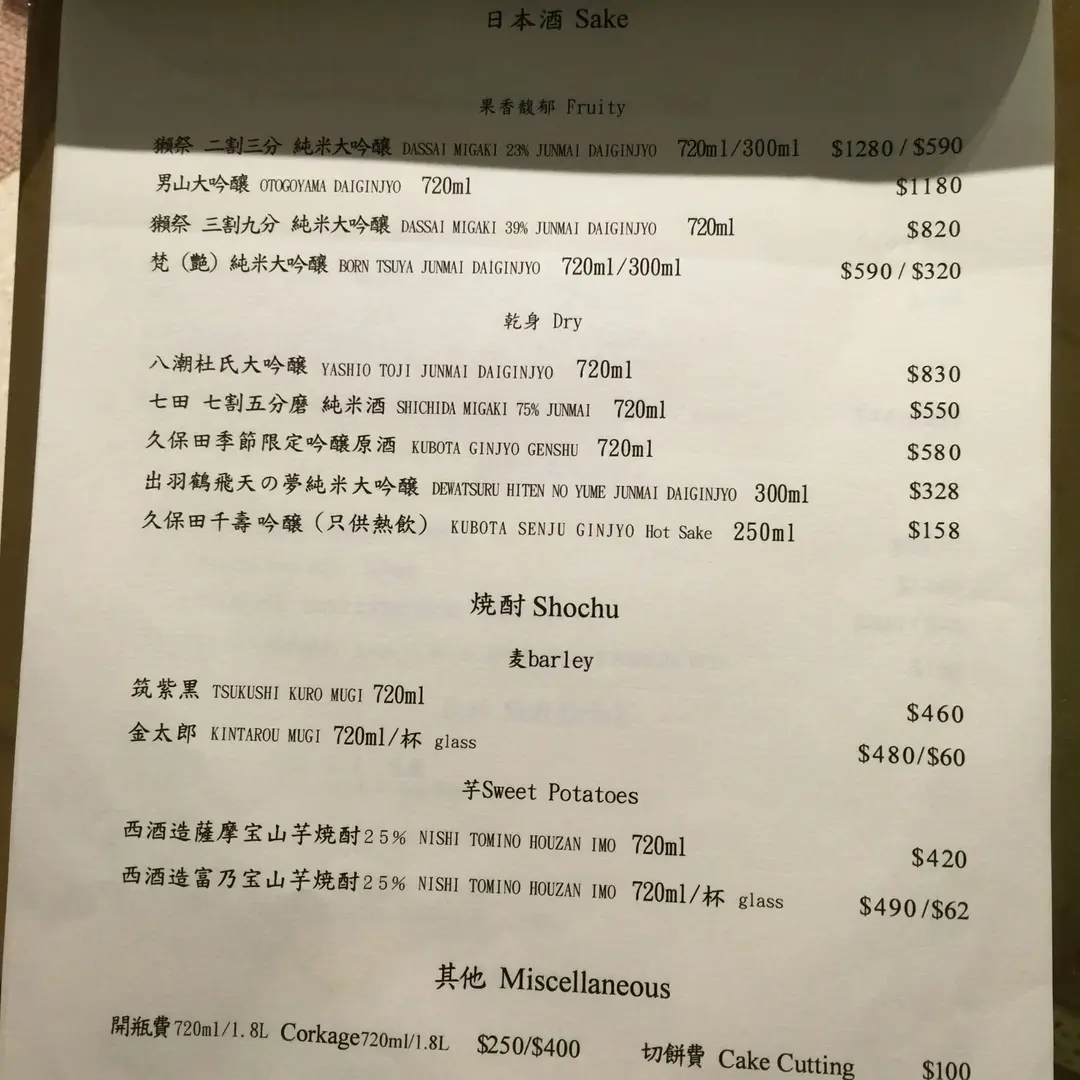 日本酒 Sake
果香馥郁 Fruity
獺祭 二割三分 純米大吟釀 DASSAI MIGAKI 23% JUNMAI DAIGINJYO 720ml/300ml $1280 / $590
男山大吟釀 OTOGOYAMA DAIGINJYO 720ml $1180
獺祭 三割九分 純米大吟釀 DASSAI MIGAKI 39% JUNMAI DAIGINJYO 720ml $820
梵（艷）純米大吟釀 BORN TSUYA JUNMAI DAIGINJYO 720ml/300ml $590 / $320
乾身 Dry
八潮杜氏大吟釀 YASHIO TOJI JUNMAI DAIGINJYO 720ml $830
七田 七割五分磨 純米酒 SHICHIDA MIGAKI 75% JUNMAI 720ml $550
久保田季節限定吟釀原酒 KUBOTA GINJYO GENSHU 720ml $580
出羽鶴飛天の夢純米大吟釀 DEWATSURU HITEN NO YUME JUNMAI DAIGINJYO 300ml $328
久保田千壽吟釀（只供熱飲） KUBOTA SENJU GINJYO Hot Sake 250ml $158
焼酎 Shochu
麦barley
筑紫黒 TSUKUSHI KURO MUGI 720ml $460
金太郎 KINTAROU MUGI 720ml/杯 glass $480/$60
芋Sweet Potatoes
西酒造薩摩宝山芋焼酎25% NISHI TOMINO HOUZAN IMO 720ml $420
西酒造富乃宝山芋焼酎25% NISHI TOMINO HOUZAN IMO 720ml/杯 glass $490/$62
其他 Miscellaneous
開瓶費720ml/1.8L Corkage720ml/1.8L $250/$400 切餅費 Cake Cutting $100